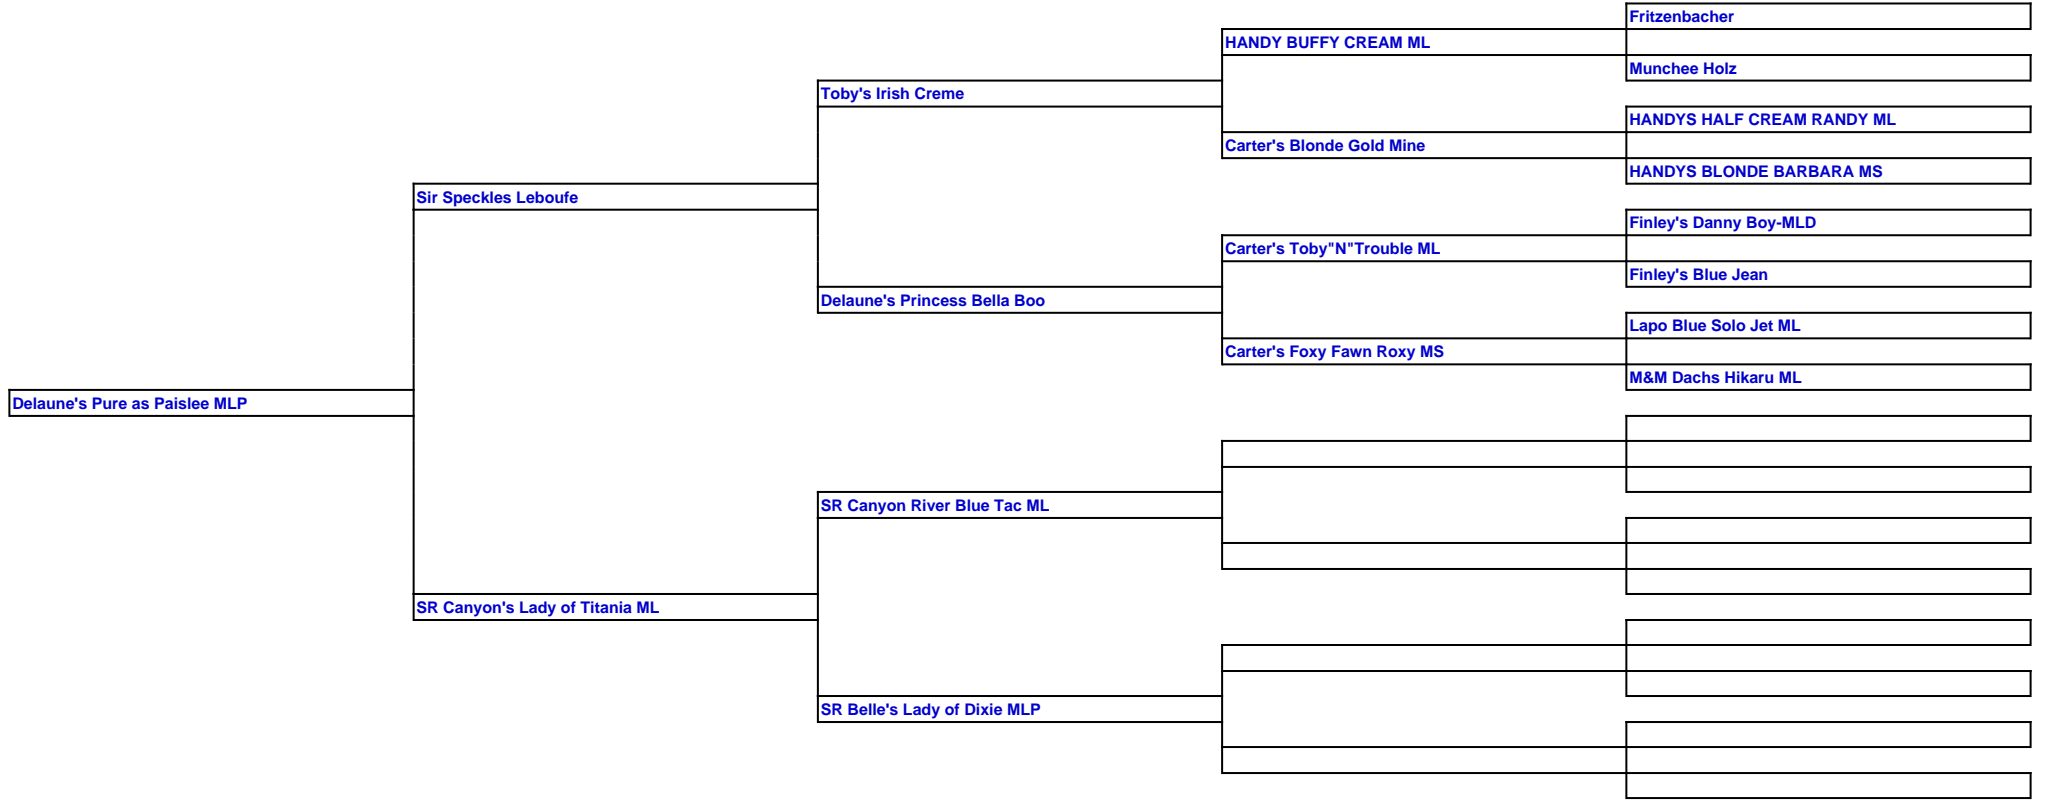 Fritzenbacher
HANDY BUFFY CREAM ML
Munchee Holz
Toby's Irish Creme
HANDYS HALF CREAM RANDY ML
Carter's Blonde Gold Mine
HANDYS BLONDE BARBARA MS
Sir Speckles Leboufe
Finley's Danny Boy-MLD
Carter's Toby"N"Trouble ML
Finley's Blue Jean
Delaune's Princess Bella Boo
Lapo Blue Solo Jet ML
Carter's Foxy Fawn Roxy MS
M&M Dachs Hikaru ML
Delaune's Pure as Paislee MLP
SR Canyon River Blue Tac ML
SR Canyon's Lady of Titania ML
SR Belle's Lady of Dixie MLP